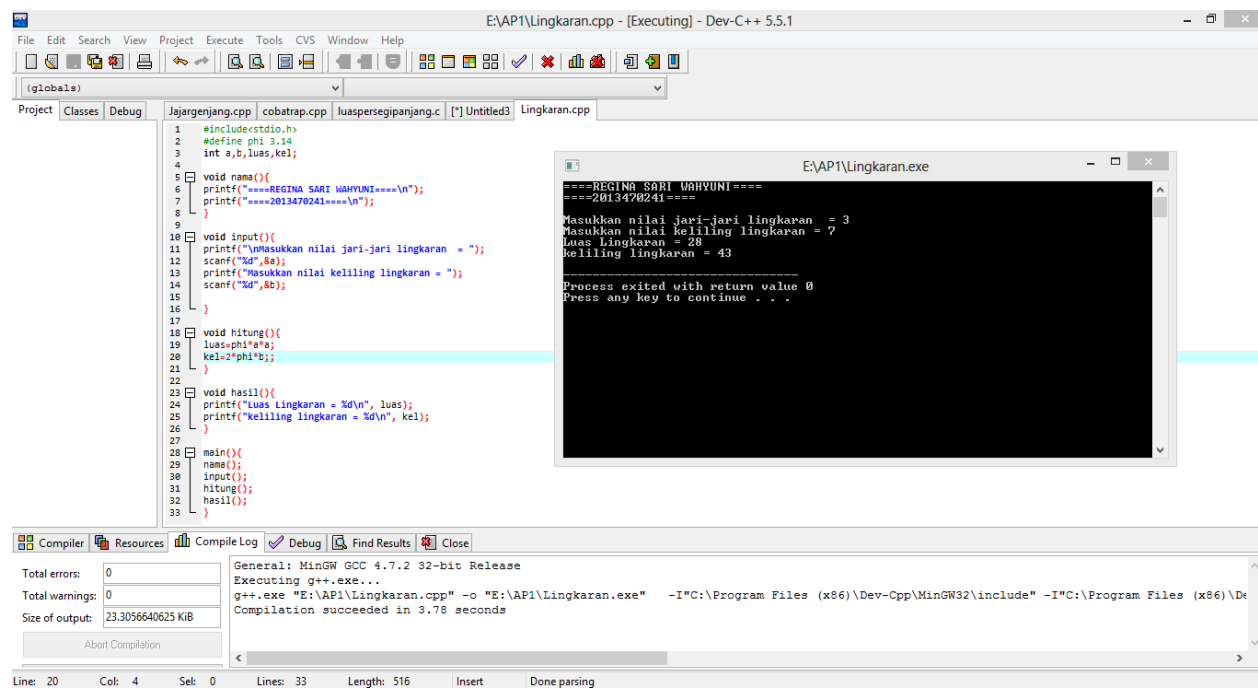 E:\AP1\Lingkaran.cpp - [Executing] - Dev-C++ 5.5.1
File Edit Search View Project Execute Tools CVS Window Help
(globals)
Project Classes Debug
Jajargenjang.cpp cobatrap.cpp luaspersegipanjang.c [*] Untitled3 Lingkaran.cpp
1 #include<stdio.h>
2 #define phi 3.14
3 int a,b,luas,kel;
4
5 void nama(){
6 printf("====REGINA SARI WAHYUNI====\n");
7 printf("====2013470241====\n");
8 }
9
10 void input(){
11 printf("\nMasukkan nilai jari-jari lingkaran  = ");
12 scanf("%d",&a);
13 printf("Masukkan nilai keliling lingkaran = ");
14 scanf("%d",&b);
15
16 }
17
18 void hitung(){
19 luas=phi*a*a;
20 kel=2*phi*b;;
21 }
22
23 void hasil(){
24 printf("Luas Lingkaran = %d\n", luas);
25 printf("keliling lingkaran = %d\n", kel);
26 }
27
28 main(){
29 nama();
30 input();
31 hitung();
32 hasil();
33 }
E:\AP1\Lingkaran.exe
====REGINA SARI WAHYUNI====
====2013470241====
Masukkan nilai jari-jari lingkaran  = 3
Masukkan nilai keliling lingkaran = 7
Luas Lingkaran = 28
keliling lingkaran = 43
--------------------------------
Process exited with return value 0
Press any key to continue . . .
Compiler Resources Compile Log Debug Find Results Close
Total errors: 0
Total warnings: 0
Size of output: 23.3056640625 KiB
Abort Compilation
General: MinGW GCC 4.7.2 32-bit Release
Executing g++.exe...
g++.exe "E:\AP1\Lingkaran.cpp" -o "E:\AP1\Lingkaran.exe"   -I"C:\Program Files (x86)\Dev-Cpp\MinGW32\include" -I"C:\Program Files (x86)\De
Compilation succeeded in 3.78 seconds
Line: 20 Col: 4 Sel: 0 Lines: 33 Length: 516 Insert Done parsing